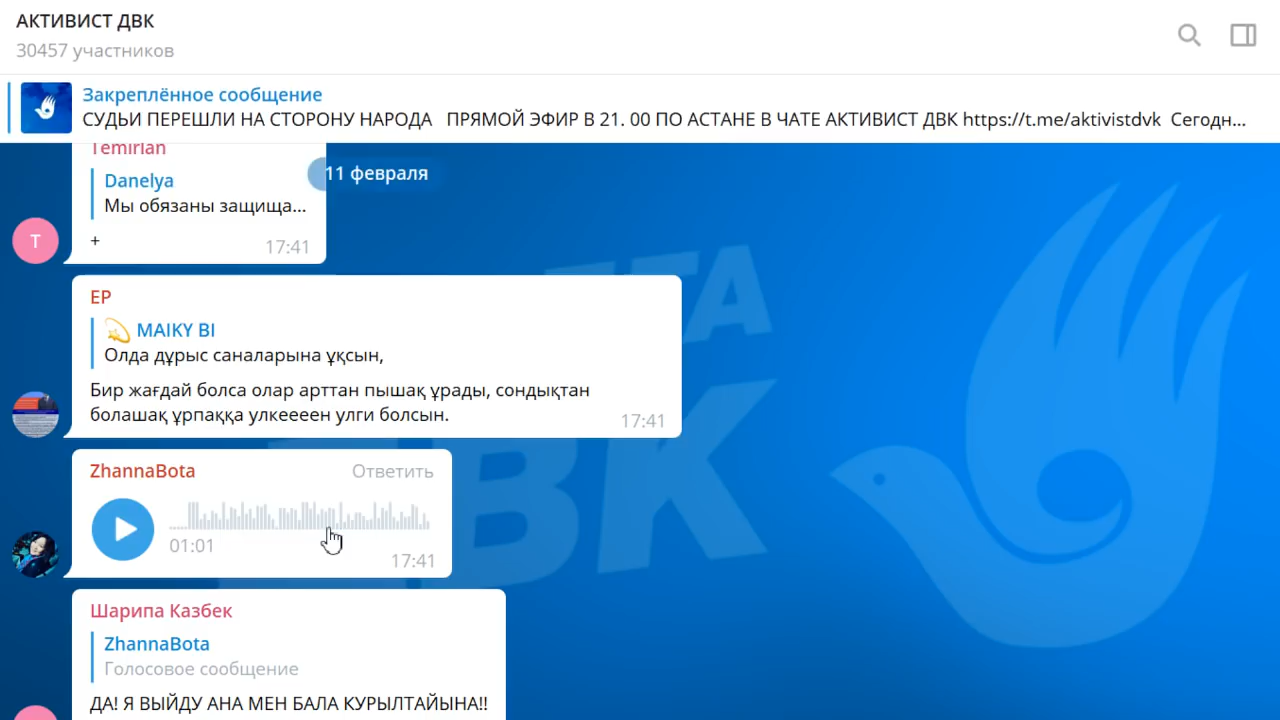 АКТИВИСТ ДВК
30457 участников
Закреплённое сообщение
СУДЬИ ПЕРЕШЛИ НА СТОРОНУ НАРОДА ПРЯМОЙ ЭФИР В 21. 00 ПО АСТАНЕ В ЧАТЕ АКТИВИСТ ДВК https://t.me/aktivistdvk Сегодн...
11 февраля
Temirlan
Danelya
Мы обязаны защища...
+
17:41
EP
MAIKY BI
Олда дұрыс саналарына ұқсын,
Бир жағдай болса олар арттан пышақ ұрады, сондықтан
болашақ ұрпаққа улкеееен улги болсын.
17:41
ZhannaBota
Ответить
01:01
17:41
Шарипа Казбек
ZhannaBota
Голосовое сообщение
ДА! Я ВЫЙДУ АНА МЕН БАЛА КУРЫЛТАЙЫНА!!
Т
ДВК